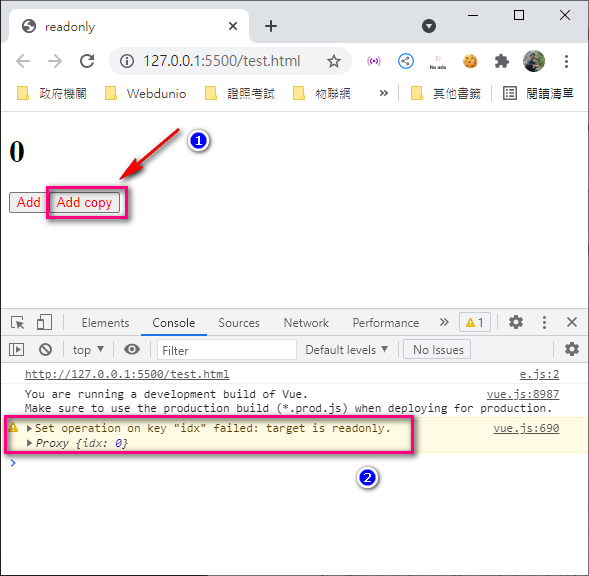 readonly
127.0.0.1:5500/test.html
No ads
政府機關 Webdunio 證照考試 物聯網 » 其他書籤 閱讀清單
0
1
Add Add copy
Elements Console Sources Network Performance » 1
top ▼ Filter Default levels ▼ No Issues
http://127.0.0.1:5500/test.html e.js:2
You are running a development build of Vue. vue.js:8987
Make sure to use the production build (*.prod.js) when deploying for production.
Set operation on key "idx" failed: target is readonly. vue.js:690
Proxy {idx: 0}
2